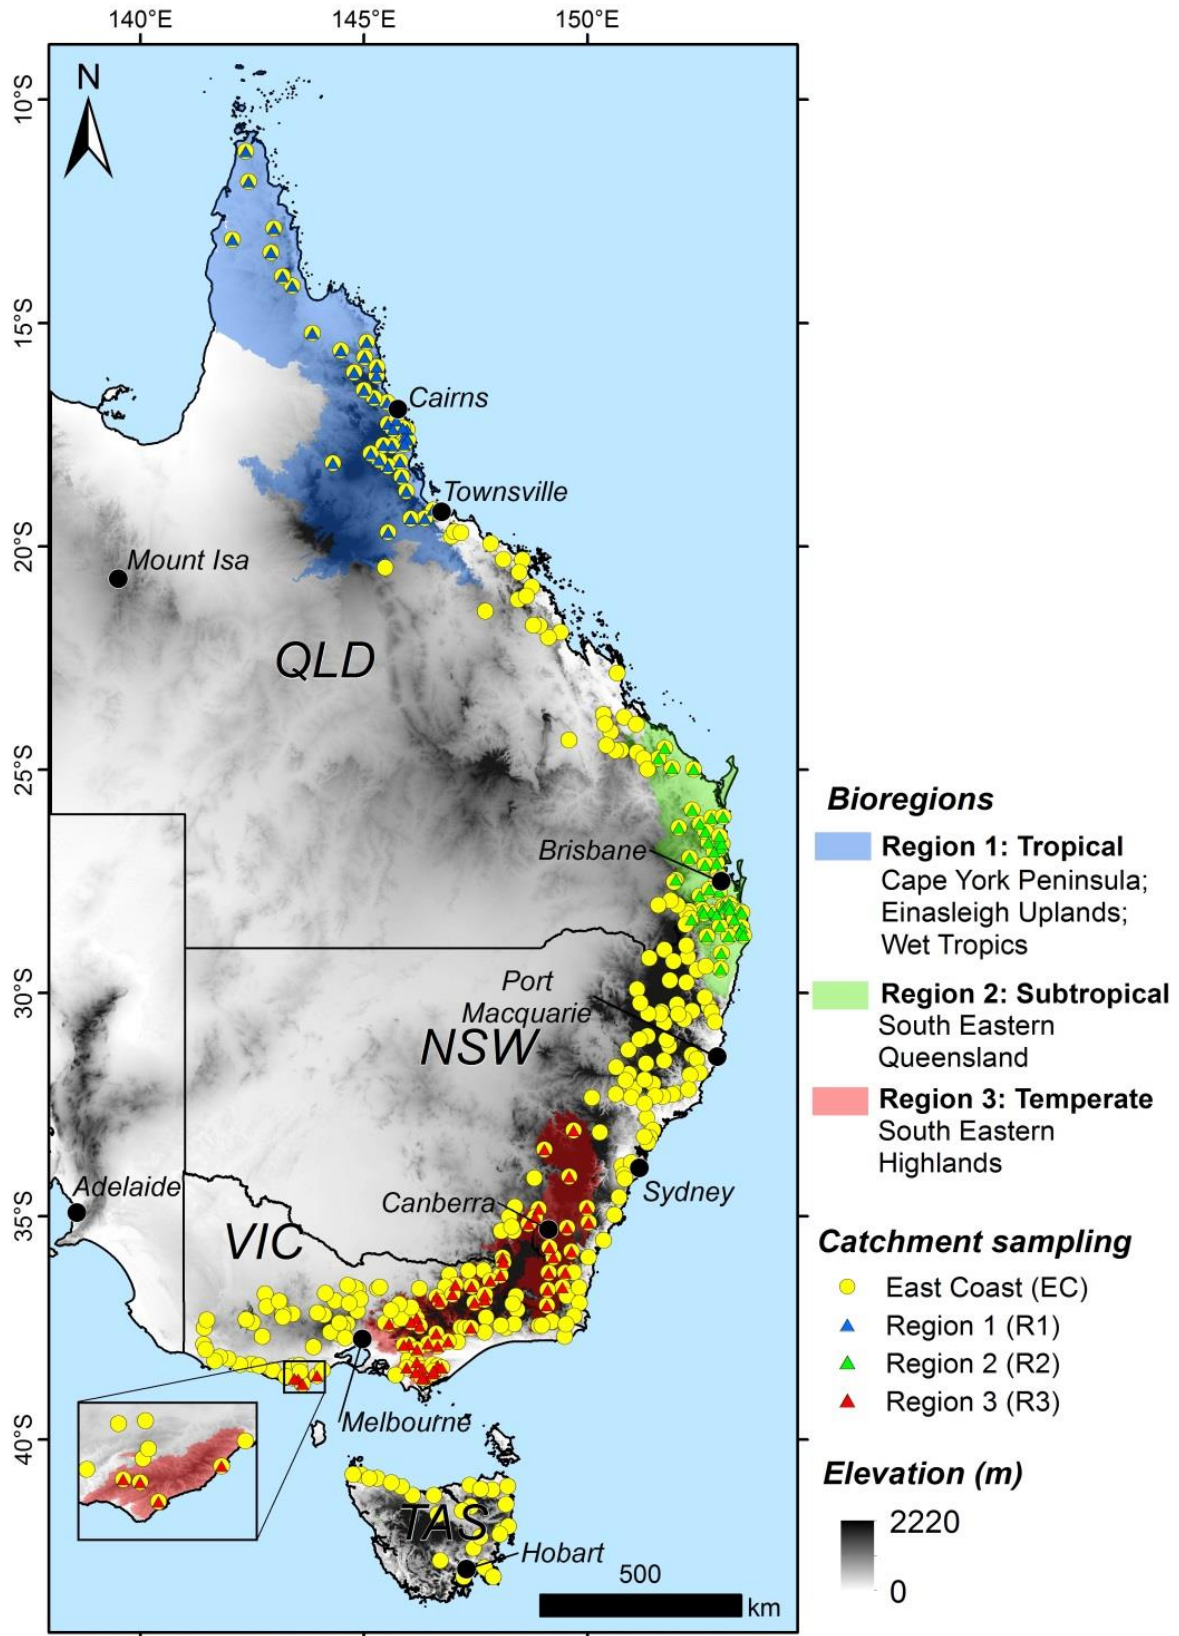 140°E 145°E 150°E
N
10°S
15°S
Cairns
Townsville
20°S
Mount Isa
QLD
25°S
Brisbane
30°S
Port
Macquarie
NSW
Adelaide
35°S
Canberra
Sydney
VIC
Melbourne
40°S
TAS
Hobart
500
km
Bioregions
Region 1: Tropical
Cape York Peninsula;
Einasleigh Uplands;
Wet Tropics
Region 2: Subtropical
South Eastern
Queensland
Region 3: Temperate
South Eastern
Highlands
Catchment sampling
East Coast (EC)
Region 1 (R1)
Region 2 (R2)
Region 3 (R3)
Elevation (m)
2220
0